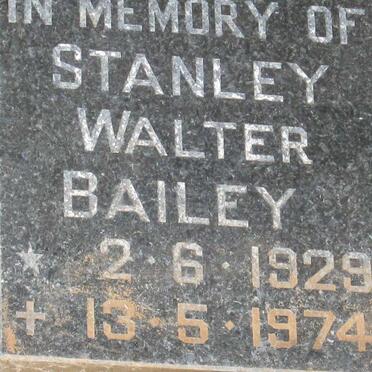 IN MEMORY OF
STANLEY
WALTER
BAILEY
* 2·6·1929
+ 13·5·1974